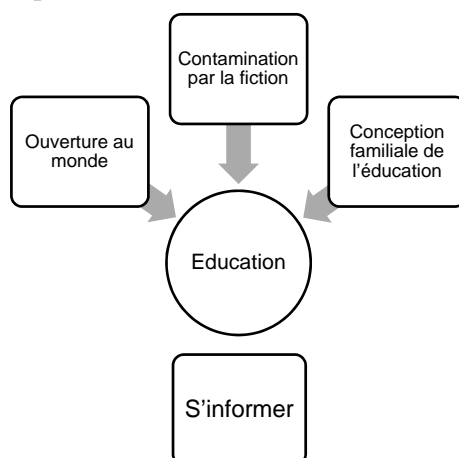 Contamination
par la fiction
Ouverture au
monde
Conception
familiale de
l'éducation
Education
S'informer